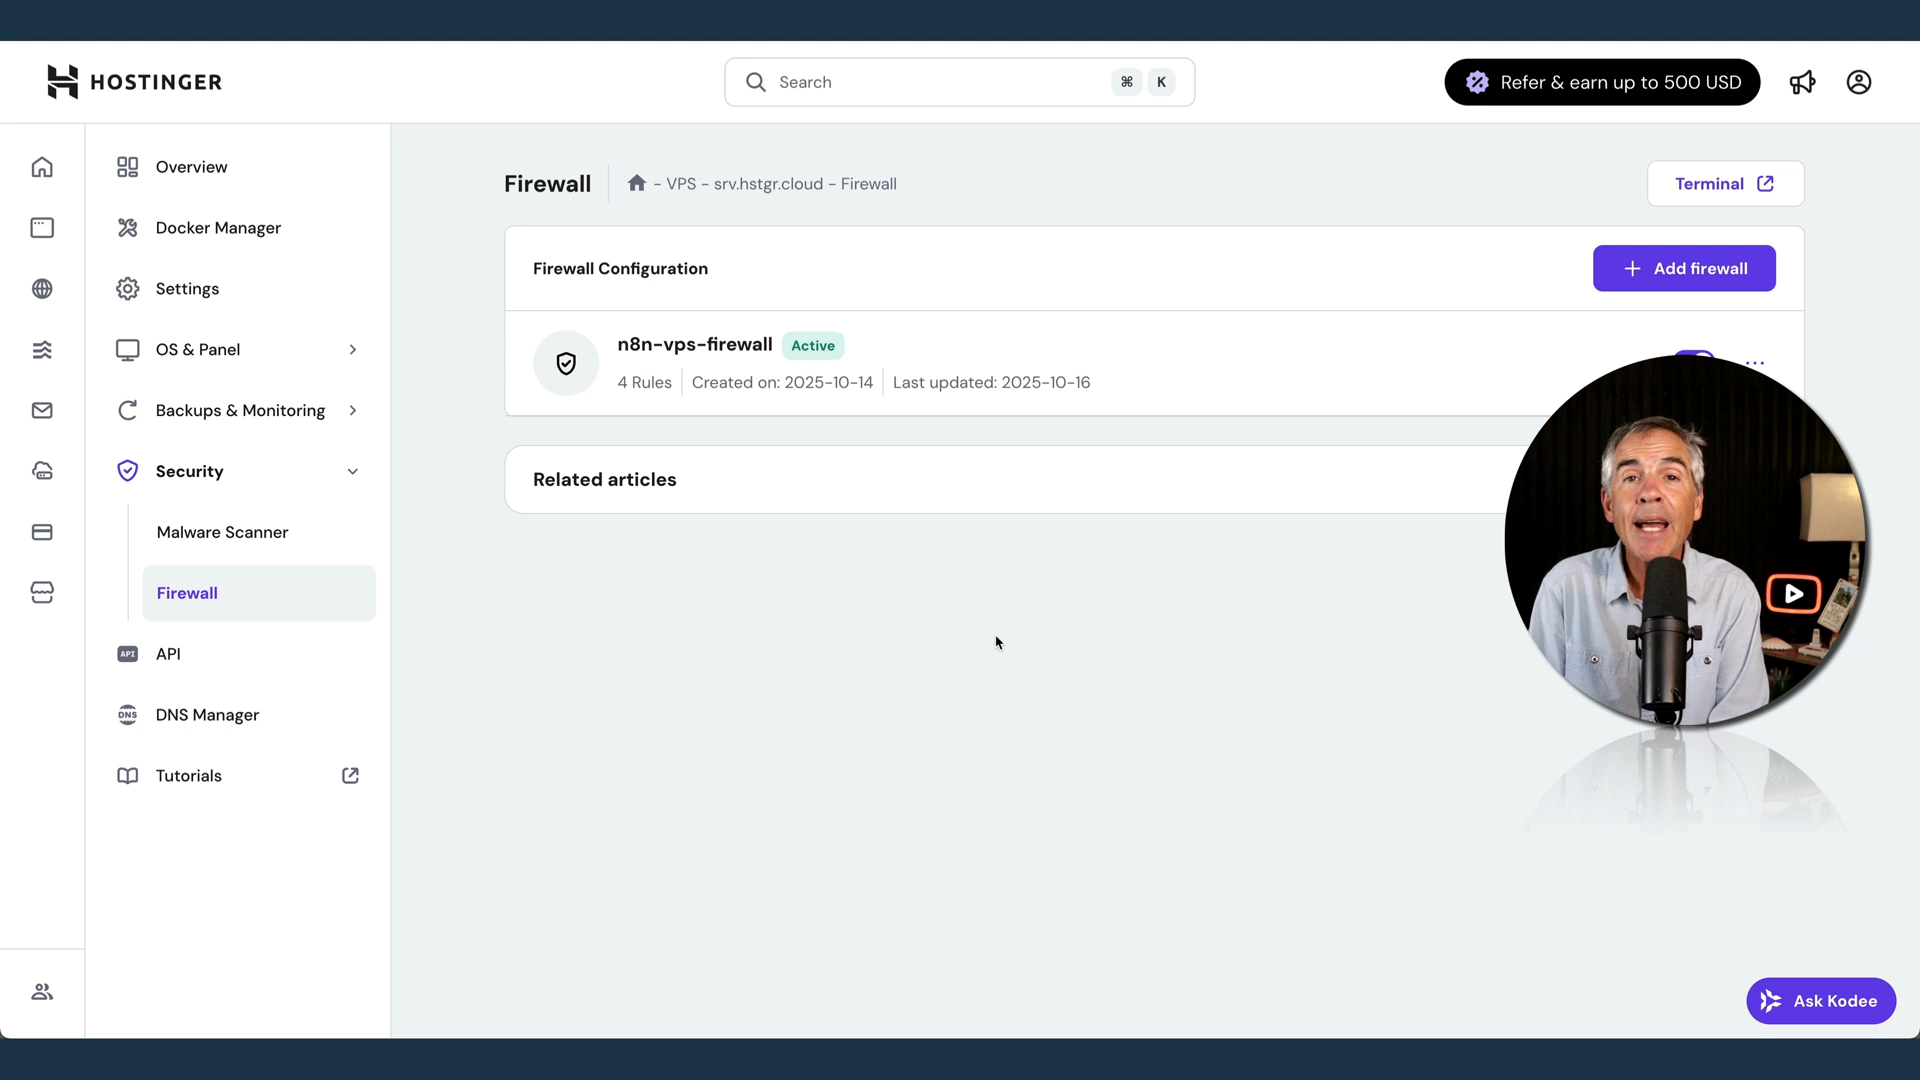 HOSTINGER
Search
⌘ K
Refer & earn up to 500 USD
Overview
Docker Manager
Settings
OS & Panel
Backups & Monitoring
Security
Malware Scanner
Firewall
API
API
DNS
DNS Manager
Tutorials
Firewall
- VPS - srv.hstgr.cloud - Firewall
Terminal
Firewall Configuration
+ Add firewall
n8n-vps-firewall
Active
4 Rules
Created on: 2025-10-14
Last updated: 2025-10-16
Related articles
Ask Kodee